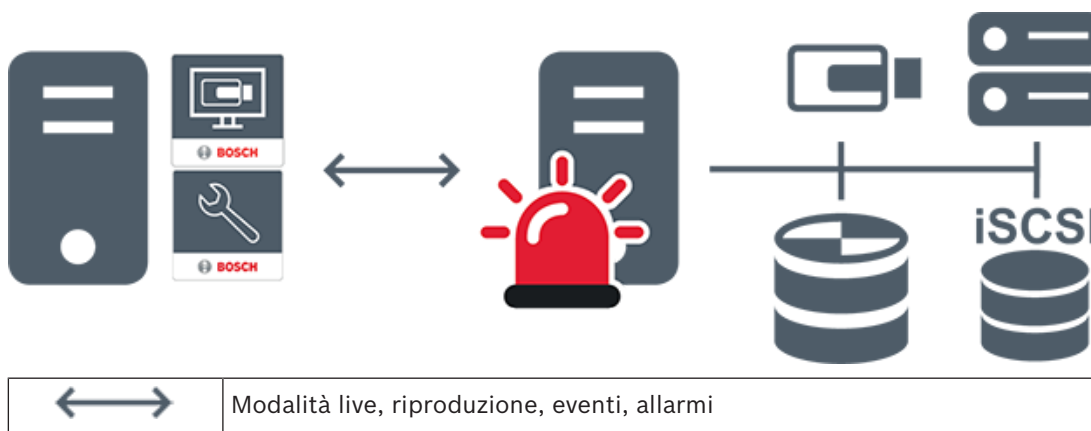 BOSCH
BOSCH
iSCSI
Modalità live, riproduzione, eventi, allarmi